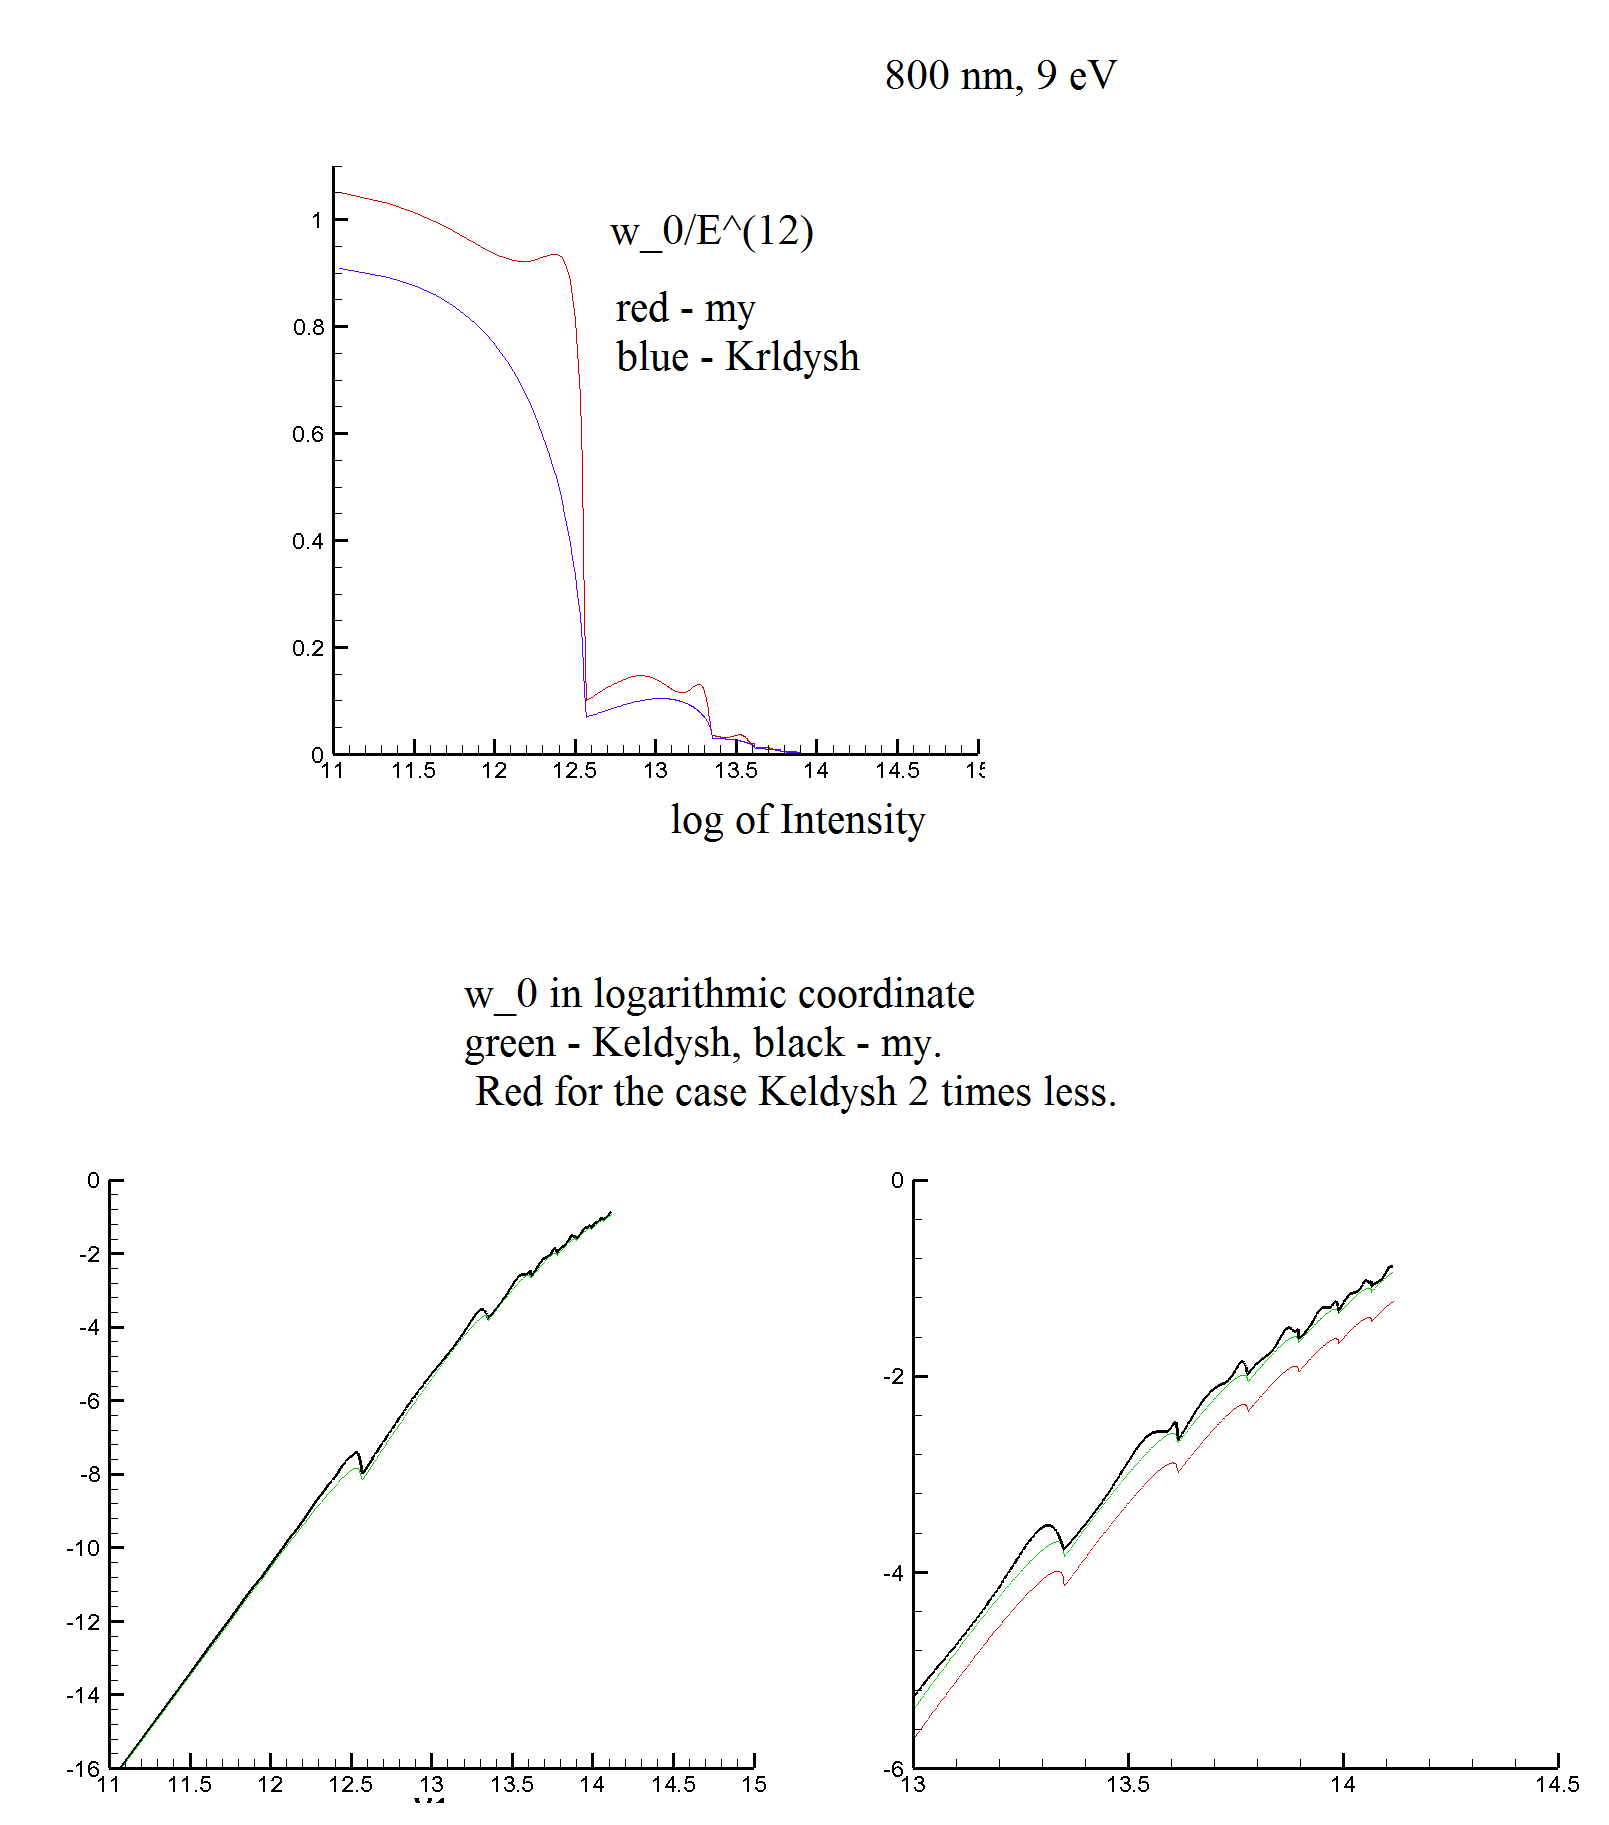 800 nm, 9 eV
w_0/E^(12)
red - my
blue - Krldysh
1
0.8
0.6
0.4
0.2
0
11 11.5 12 12.5 13 13.5 14 14.5
log of Intensity
w_0 in logarithmic coordinate
green - Keldysh, black - my.
Red for the case Keldysh 2 times less.
0
-2
-4
-6
-8
-10
-12
-14
-16
11 11.5 12 12.5 13 13.5 14 14.5 15
0
-2
-4
-6
13 13.5 14 14.5